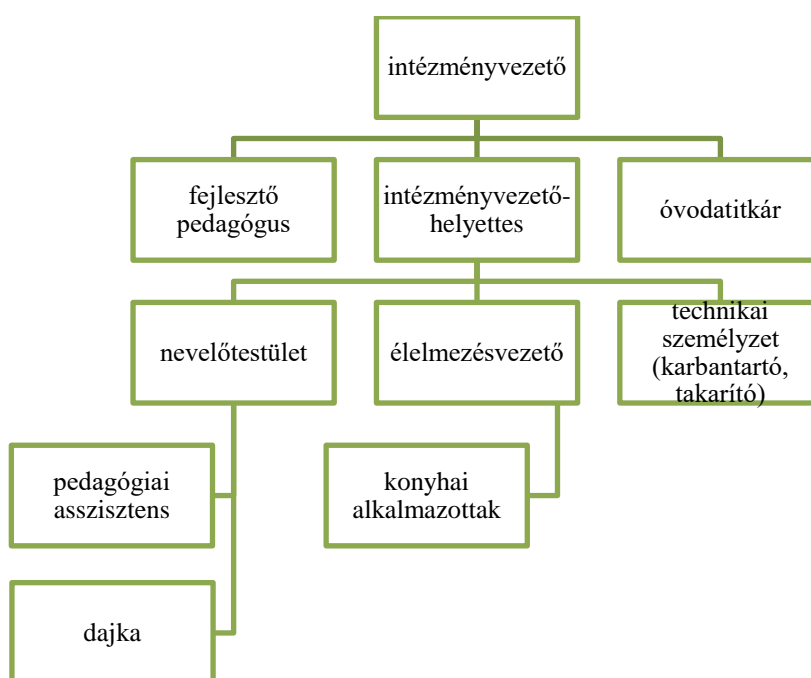 intézményvezető
fejlesztő
pedagógus
intézményvezető-
helyettes
óvodatitkár
nevelőtestület
élelmezésvezető
technikai
személyzet
(karbantartó,
takarító)
pedagógiai
asszisztens
konyhai
alkalmazottak
dajka